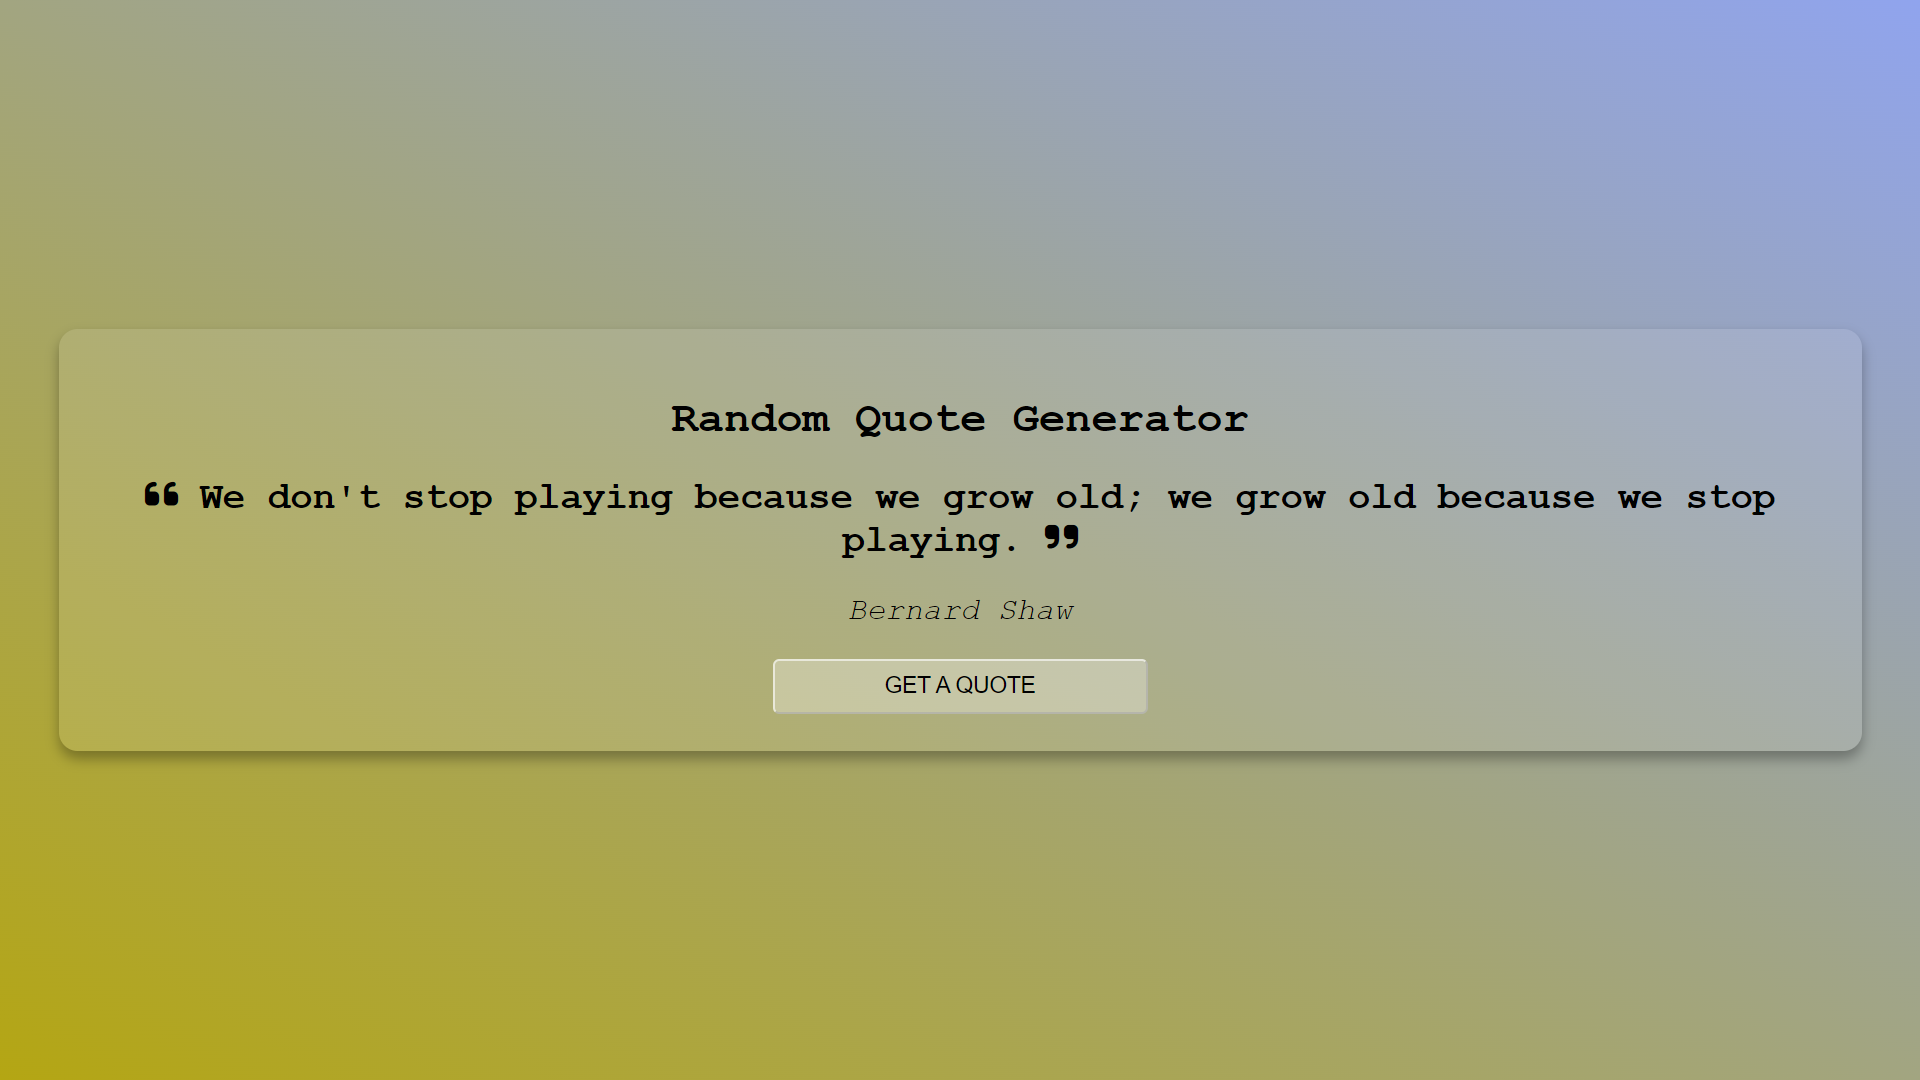 Random Quote Generator
❝ We don't stop playing because we grow old; we grow old because we stop
playing. ❞
Bernard Shaw
GET A QUOTE